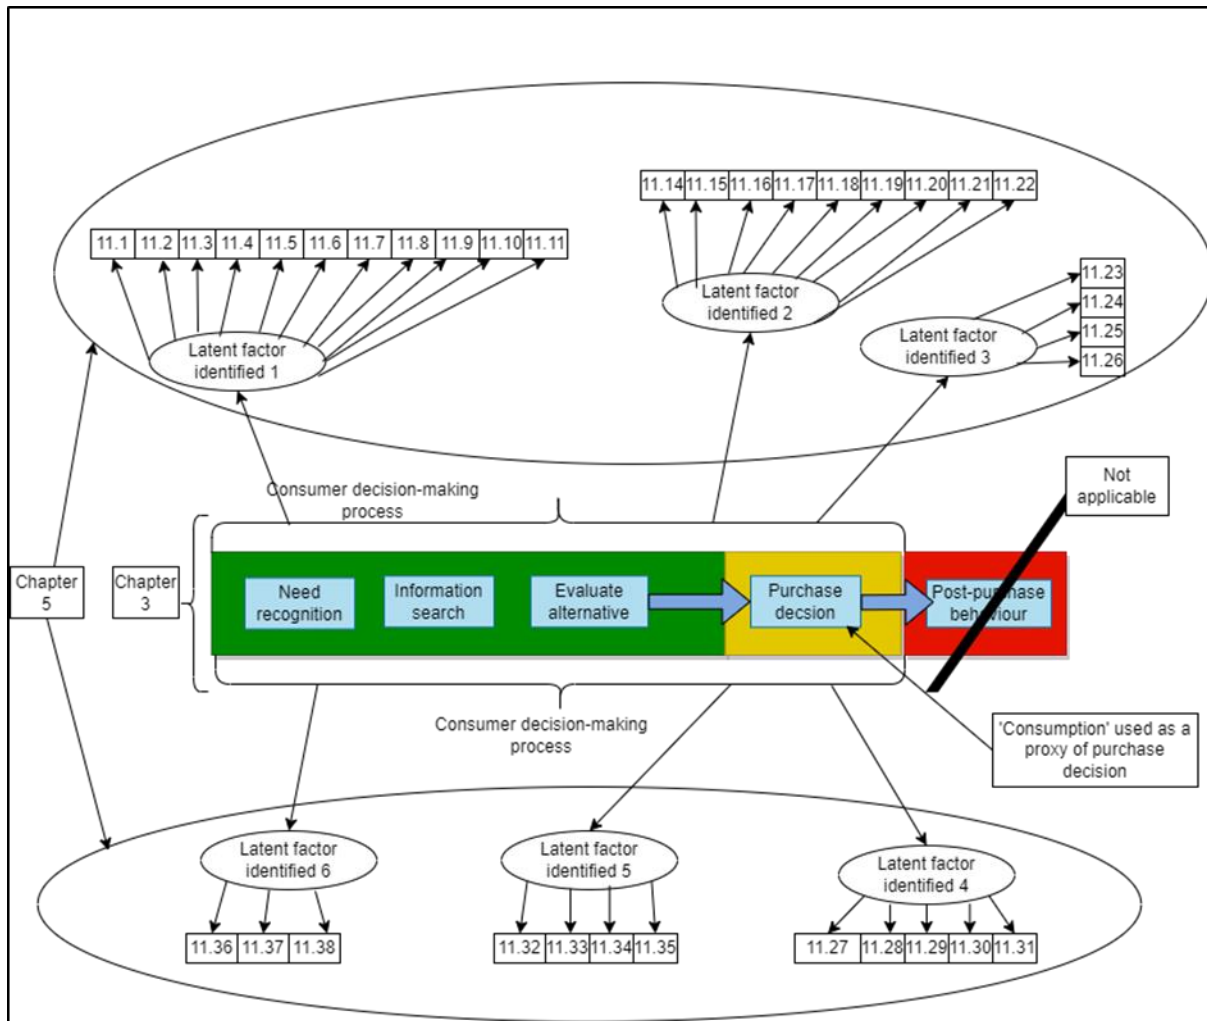 11.14 11.15 11.16 11.17 11.18 11.19 11.20 11.21 11.22
11.1 11.2 11.3 11.4 11.5 11.6 11.7 11.8 11.9 11.10 11.11
11.23
11.24
11.25
11.26
Latent factor
identified 2
Latent factor
identified 3
Latent factor
identified 1
Not
applicable
Consumer decision-making
process
Chapter
5
Chapter
3
Need
recognition
Information
search
Evaluate
alternative
Purchase
decsion
Post-purchase
behaviour
Consumer decision-making
process
'Consumption' used as a
proxy of purchase
decision
Latent factor
identified 6
Latent factor
identified 5
Latent factor
identified 4
11.36 11.37 11.38
11.32 11.33 11.34 11.35
11.27 11.28 11.29 11.30 11.31